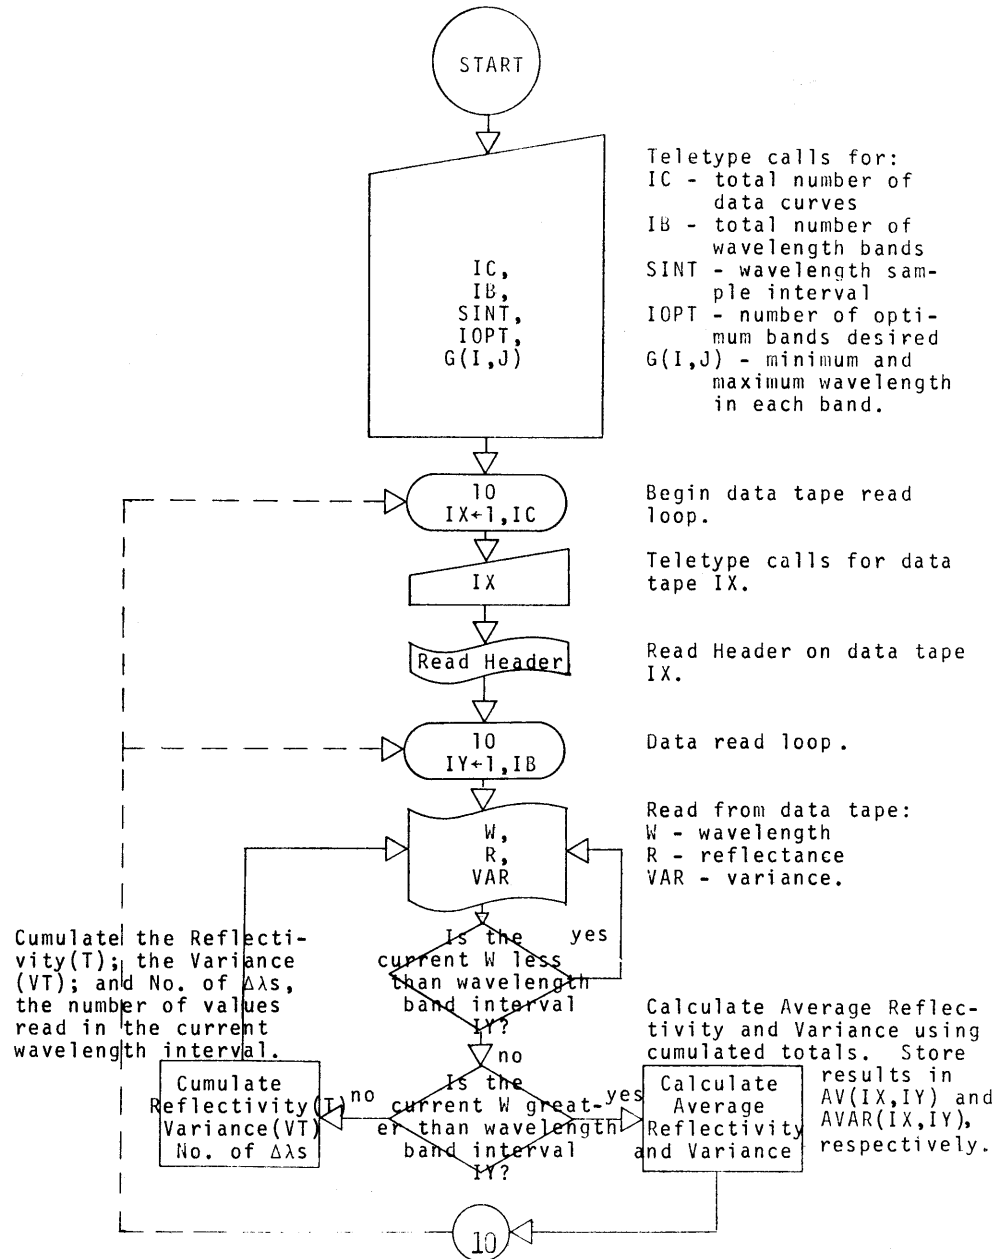 START
Teletype calls for:
IC - total number of
data curves
IB - total number of
wavelength bands
SINT - wavelength sam-
ple interval
IOPT - number of opti-
mum bands desired
G(I,J) - minimum and
maximum wavelength
in each band.
IC,
IB,
SINT,
IOPT,
G(I,J)
10
IX←1,IC
Begin data tape read
loop.
IX
Teletype calls for data
tape IX.
Read Header
Read Header on data tape
IX.
10
IY←1,IB
Data read loop.
W,
R,
VAR
Read from data tape:
W - wavelength
R - reflectance
VAR - variance.
Is the
current W less
than wavelength
band interval
IY?
yes
no
Cumulate the Reflecti-
vity(T); the Variance
(VT); and No. of Δλs,
the number of values
read in the current
wavelength interval.
Cumulate
Reflectivity(T)
Variance(VT)
No. of Δλs
no
Is the
current W great-
er than wavelength
band interval
IY?
yes
Calculate Average Reflec-
tivity and Variance using
cumulated totals. Store
results in
AV(IX,IY) and
AVAR(IX,IY),
respectively.
Calculate
Average
Reflectivity
and Variance
10